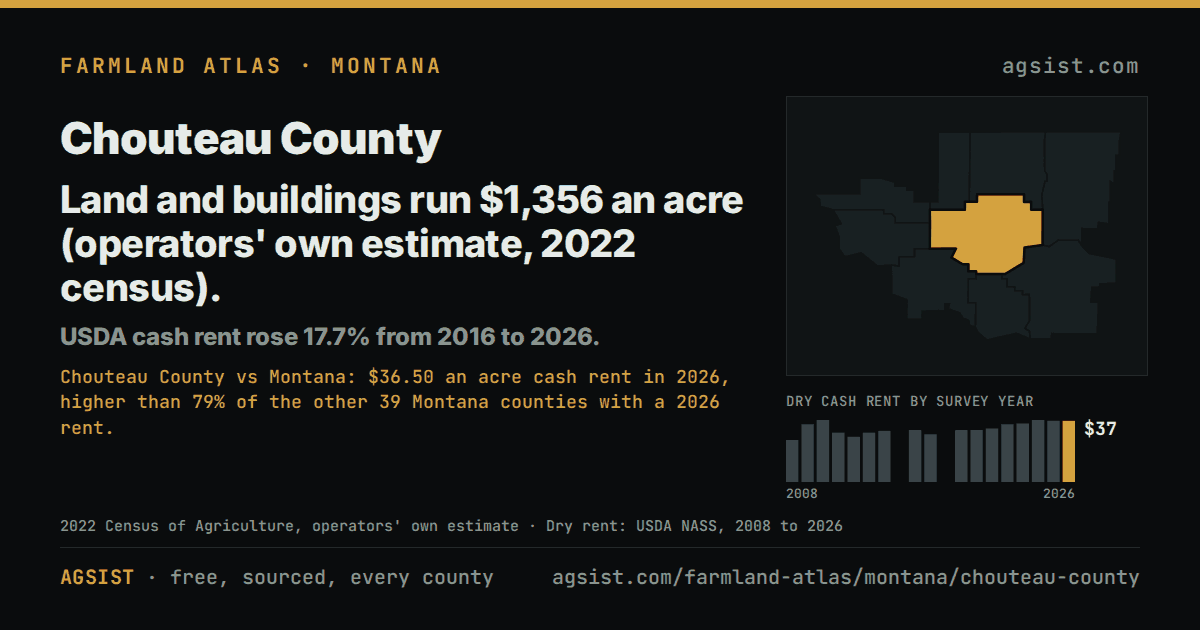 FARMLAND ATLAS · MONTANA
agsist.com
Chouteau County
Land and buildings run $1,356 an acre
(operators' own estimate, 2022
census).
USDA cash rent rose 17.7% from 2016 to 2026.
Chouteau County vs Montana: $36.50 an acre cash rent in 2026,
higher than 79% of the other 39 Montana counties with a 2026
rent.
DRY CASH RENT BY SURVEY YEAR
$37
2008
2026
2022 Census of Agriculture, operators' own estimate · Dry rent: USDA NASS, 2008 to 2026
AGSIST · free, sourced, every county
agsist.com/farmland-atlas/montana/chouteau-county